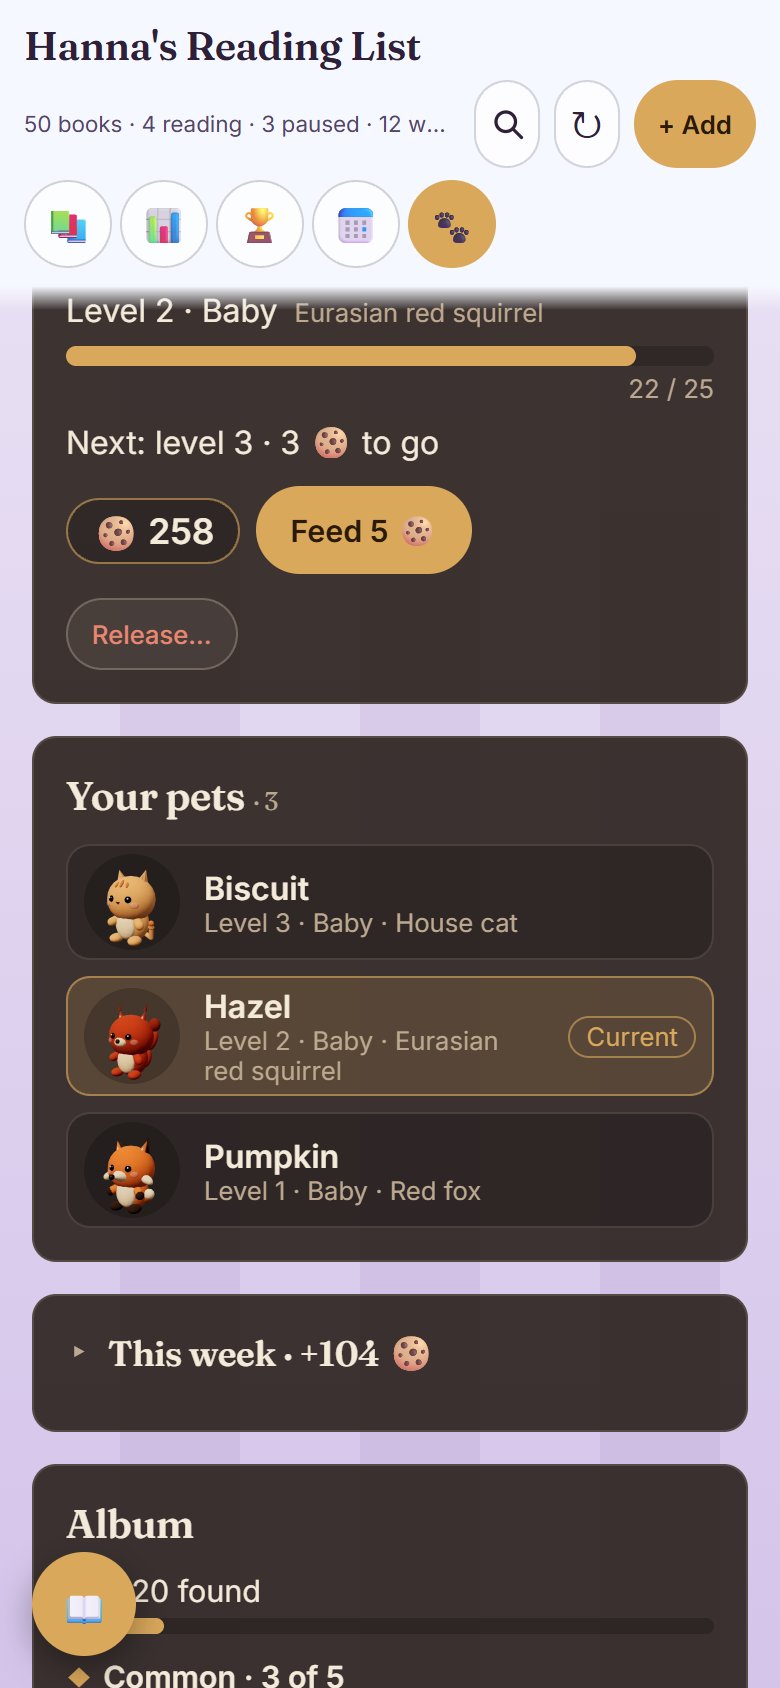 Hanna's Reading List
50 books · 4 reading · 3 paused · 12 w...
+ Add
Level 2 · Baby Eurasian red squirrel
22 / 25
Next: level 3 · 3 🍪 to go
🍪 258
Feed 5 🍪
Release...
Your pets · 3
Biscuit
Level 3 · Baby · House cat
Hazel
Level 2 · Baby · Eurasian
red squirrel
Current
Pumpkin
Level 1 · Baby · Red fox
This week · +104 🍪
Album
20 found
Common · 3 of 5